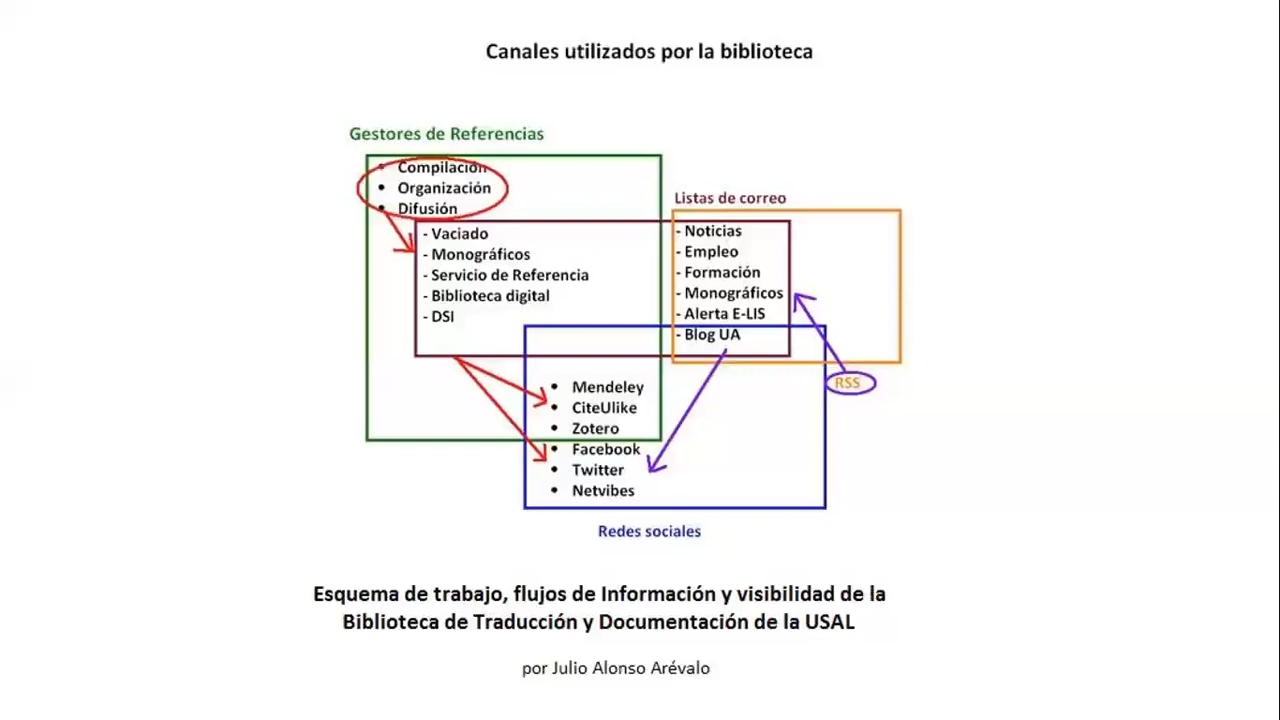 Canales utilizados por la biblioteca
Gestores de Referencias
• Compilación
• Organización
• Difusión
- Vaciado
- Monográficos
- Servicio de Referencia
- Biblioteca digital
- DSI
Listas de correo
- Noticias
- Empleo
- Formación
- Monográficos
- Alerta E-LIS
- Blog UA
RSS
• Mendeley
• CiteUlike
• Zotero
• Facebook
• Twitter
• Netvibes
Redes sociales
Esquema de trabajo, flujos de Información y visibilidad de la
Biblioteca de Traducción y Documentación de la USAL
por Julio Alonso Arévalo